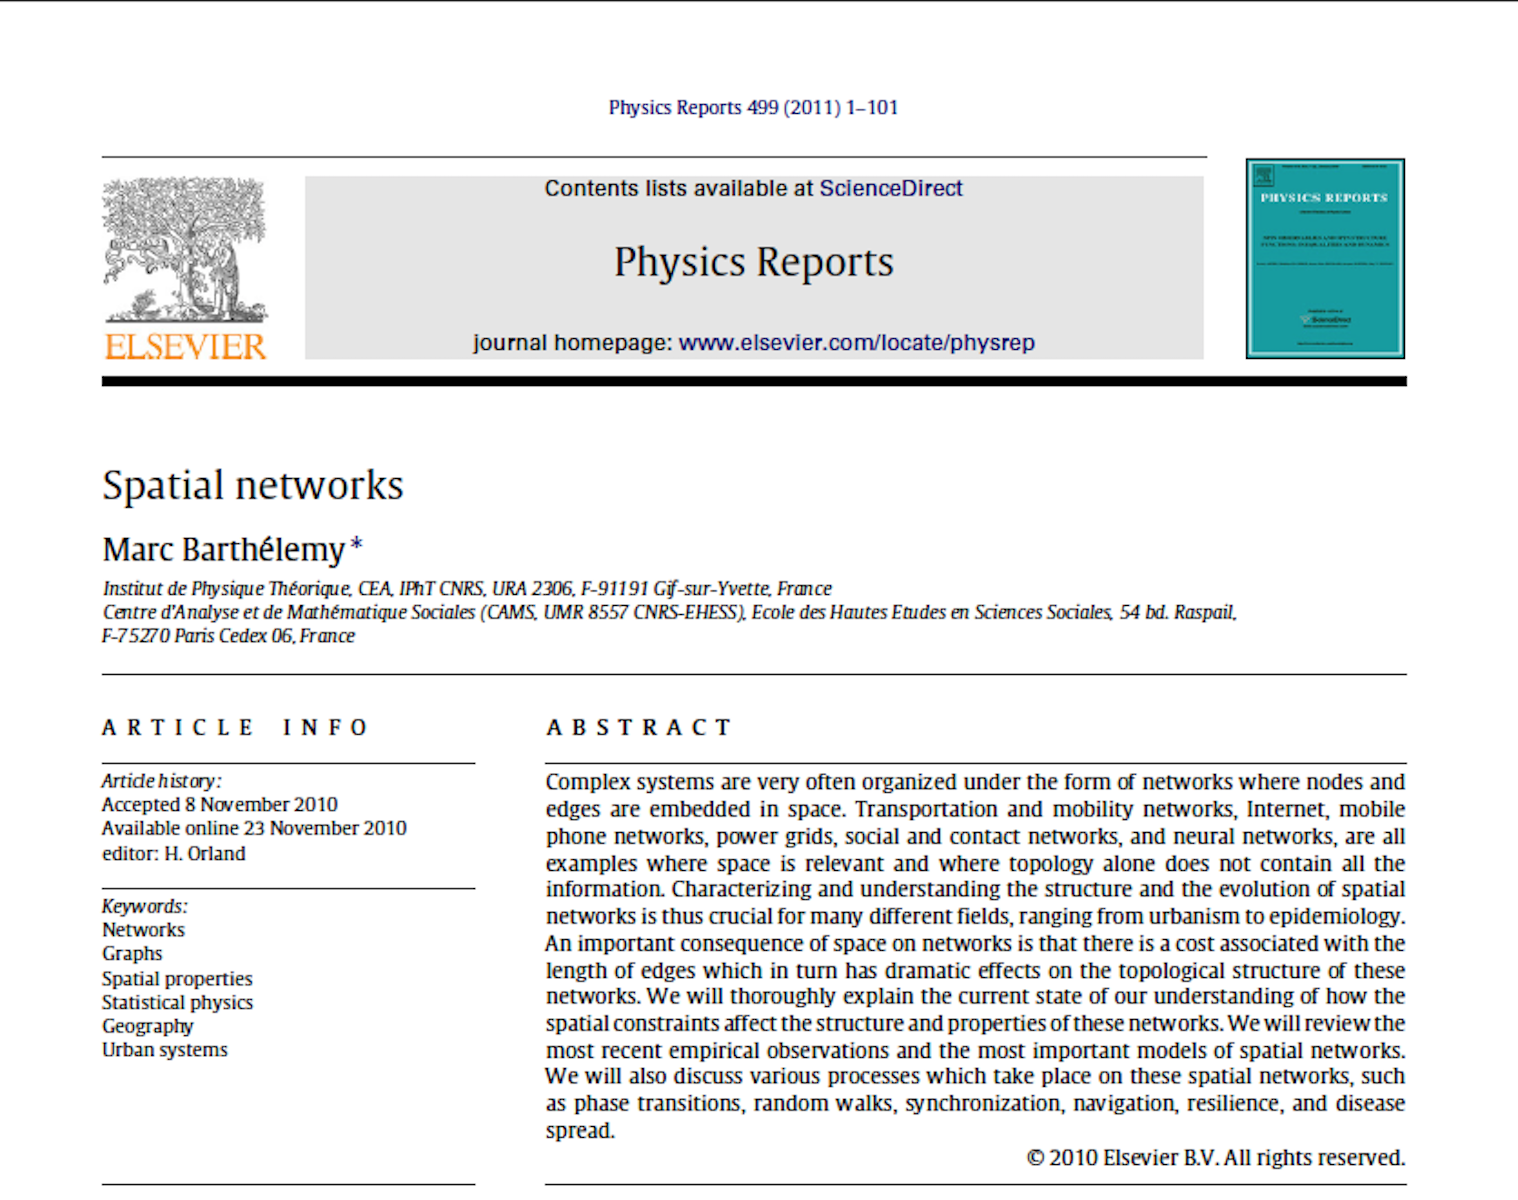 Physics Reports 499 (2011) 1–101
Contents lists available at ScienceDirect
Physics Reports
journal homepage: www.elsevier.com/locate/physrep
ELSEVIER
PHYSICS REPORTS
ScienceDirect
Spatial networks
Marc Barthélemy*
Institut de Physique Théorique, CEA, IPhT CNRS, URA 2306, F-91191 Gif-sur-Yvette, France
Centre d'Analyse et de Mathématique Sociales (CAMS, UMR 8557 CNRS-EHESS), Ecole des Hautes Etudes en Sciences Sociales, 54 bd. Raspail,
F-75270 Paris Cedex 06, France
ARTICLE INFO
Article history:
Accepted 8 November 2010
Available online 23 November 2010
editor: H. Orland
Keywords:
Networks
Graphs
Spatial properties
Statistical physics
Geography
Urban systems
ABSTRACT
Complex systems are very often organized under the form of networks where nodes and
edges are embedded in space. Transportation and mobility networks, Internet, mobile
phone networks, power grids, social and contact networks, and neural networks, are all
examples where space is relevant and where topology alone does not contain all the
information. Characterizing and understanding the structure and the evolution of spatial
networks is thus crucial for many different fields, ranging from urbanism to epidemiology.
An important consequence of space on networks is that there is a cost associated with the
length of edges which in turn has dramatic effects on the topological structure of these
networks. We will thoroughly explain the current state of our understanding of how the
spatial constraints affect the structure and properties of these networks. We will review the
most recent empirical observations and the most important models of spatial networks.
We will also discuss various processes which take place on these spatial networks, such
as phase transitions, random walks, synchronization, navigation, resilience, and disease
spread.
© 2010 Elsevier B.V. All rights reserved.